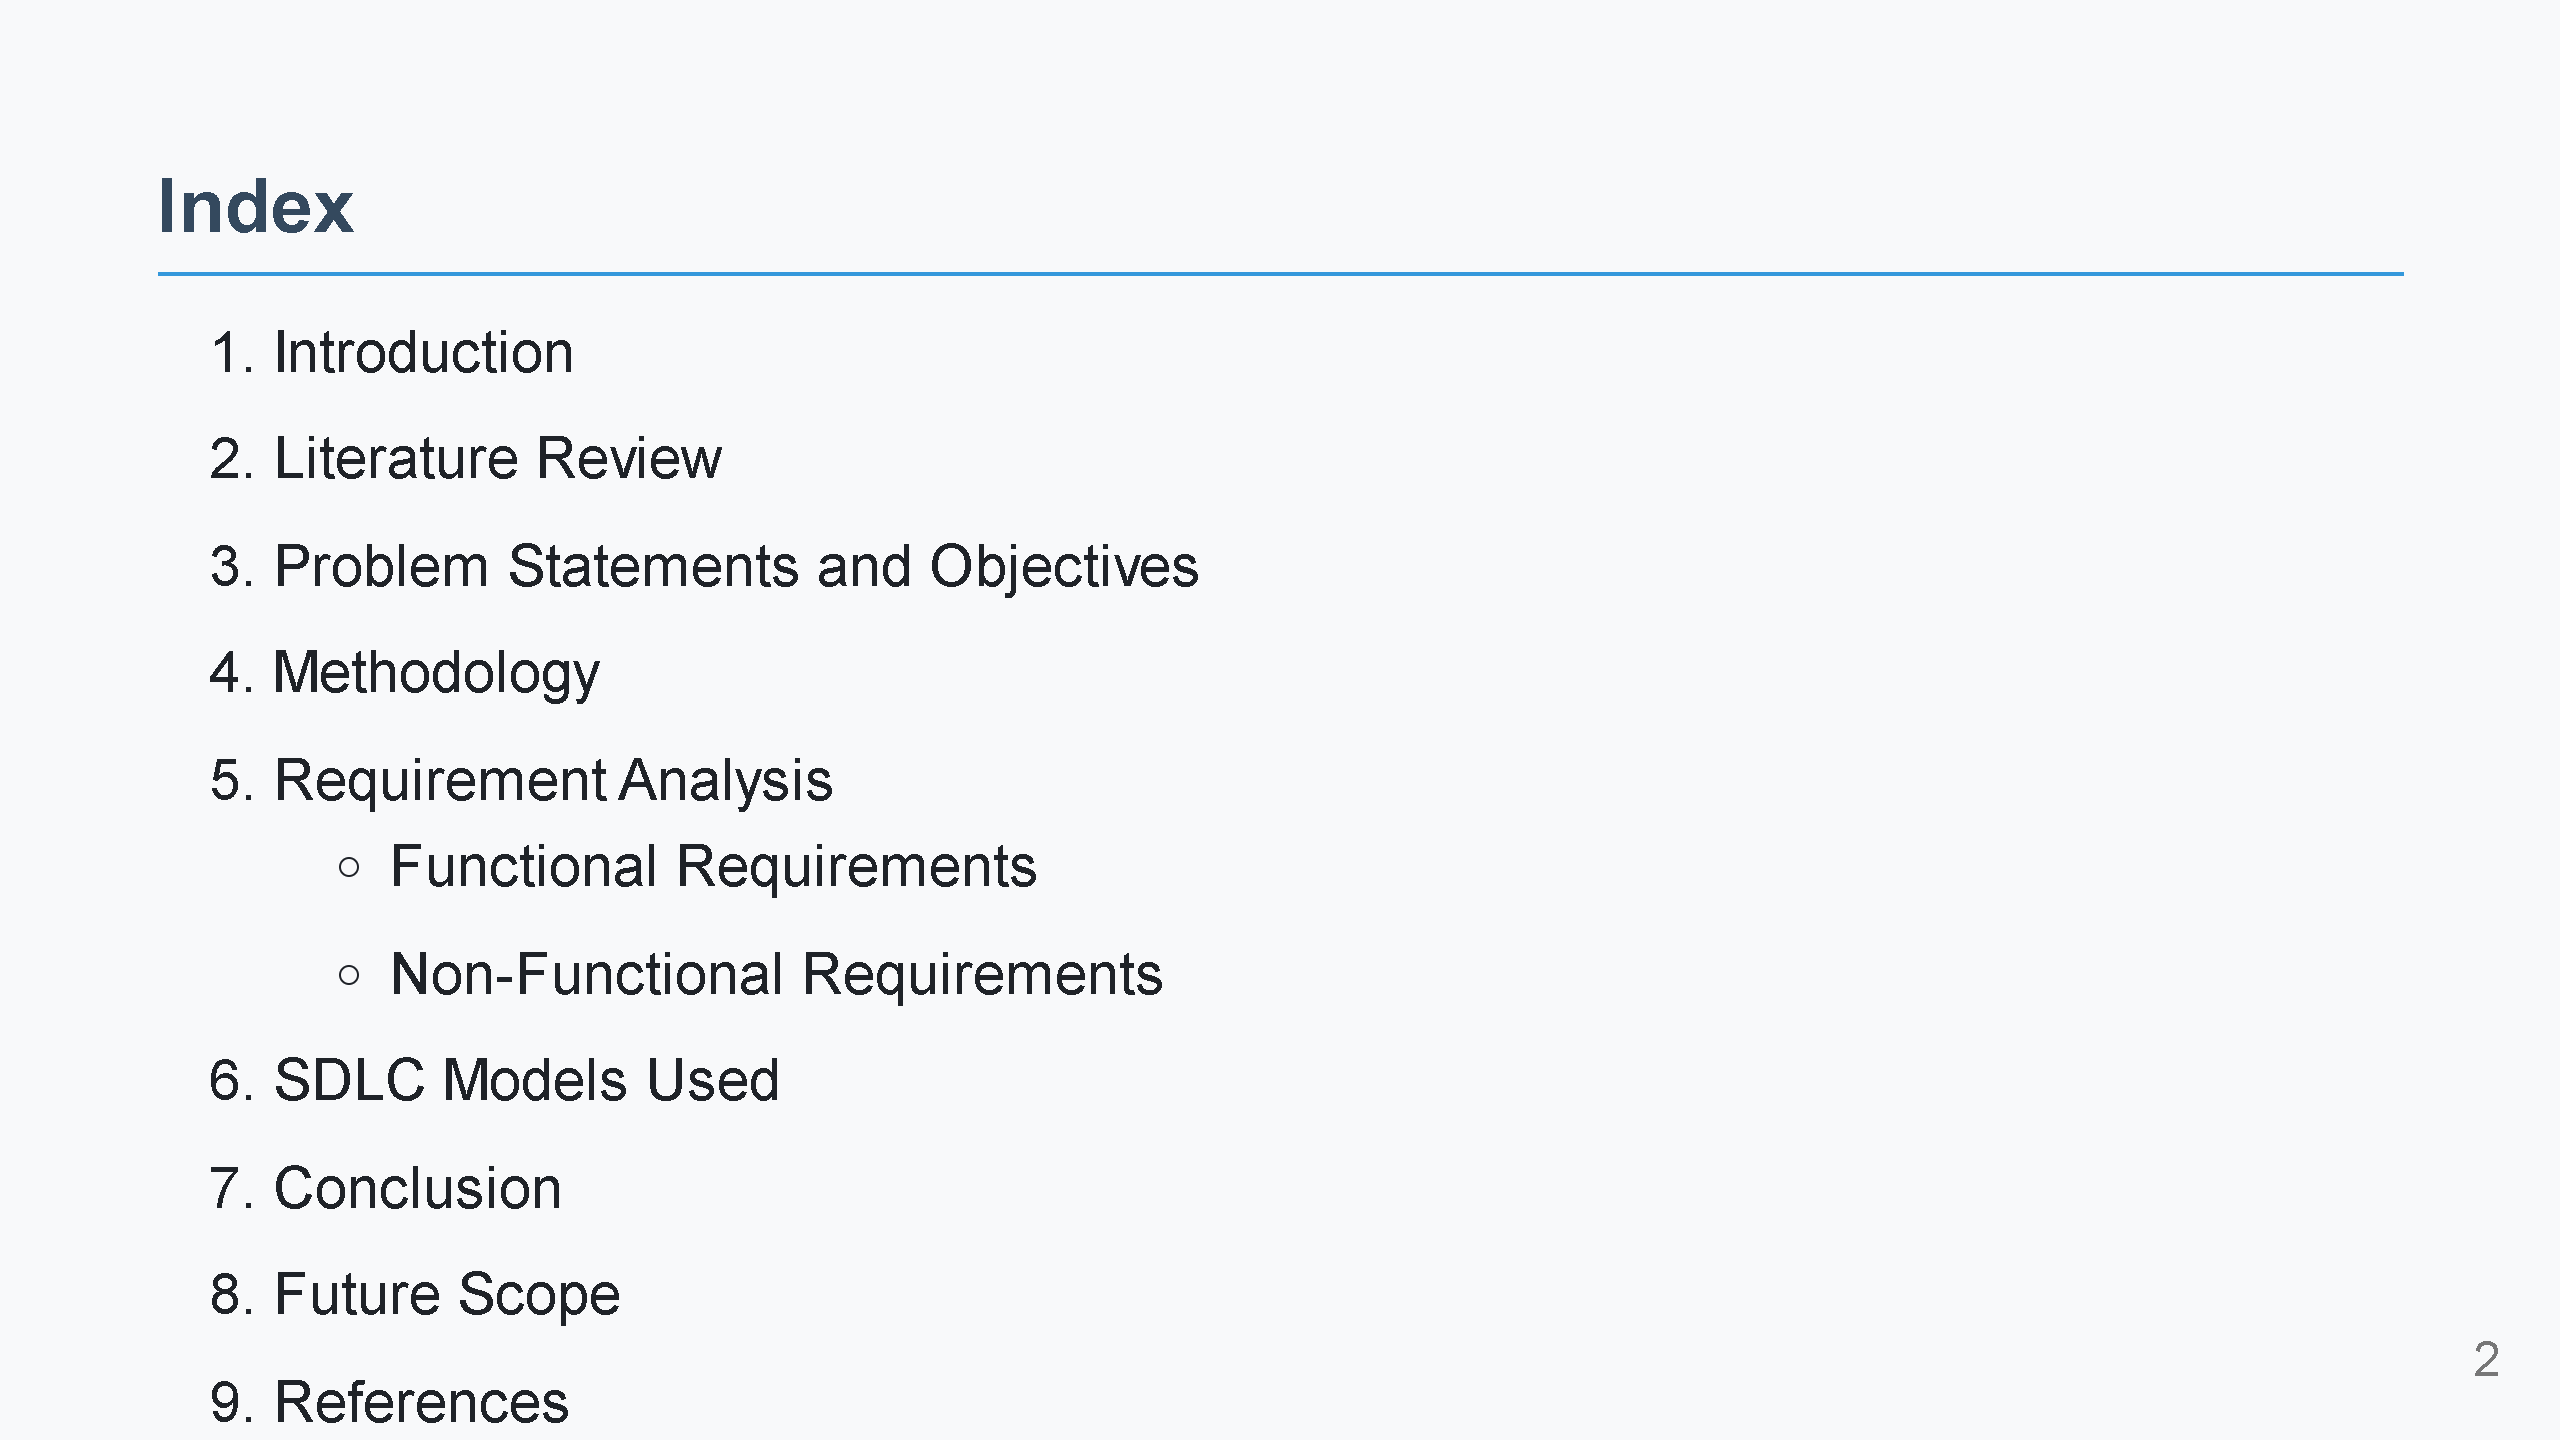 Index
1. Introduction
2. Literature Review
3. Problem Statements and Objectives
4. Methodology
5. Requirement Analysis
○ Functional Requirements
○ Non-Functional Requirements
6. SDLC Models Used
7. Conclusion
8. Future Scope
9. References
2